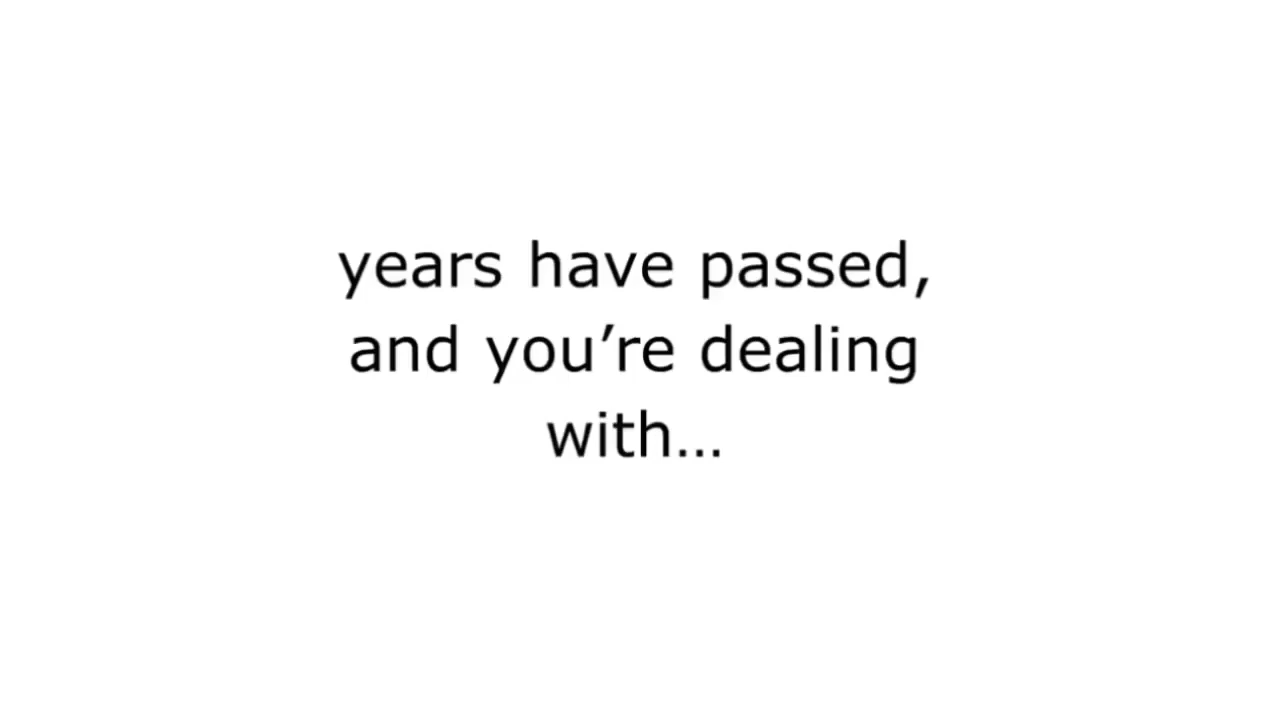 years have passed,
and you’re dealing
with…